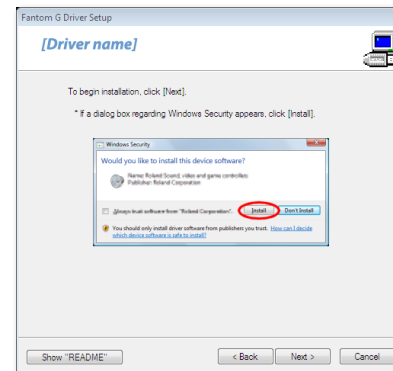 Fantom G Driver Setup
[Driver name]
To begin installation, click [Next].
* If a dialog box regarding Windows Security appears, click [Install].
Windows Security
Would you like to install this device software?
Name: Roland Sound, video and game controllers
Publisher: Roland Corporation
Always trust software from "Roland Corporation".
Install
Don't Install
You should only install driver software from publishers you trust. How can I decide
which device software is safe to install?
Show "README"
< Back
Next >
Cancel